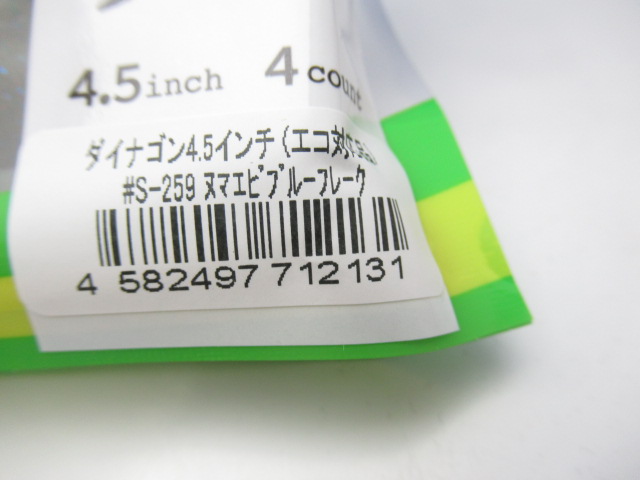 4.5inch 4 count
ダイナゴン4.5インチ(エコ対
#S-259 ヌマエビブルーフレーク
4 582497 712131